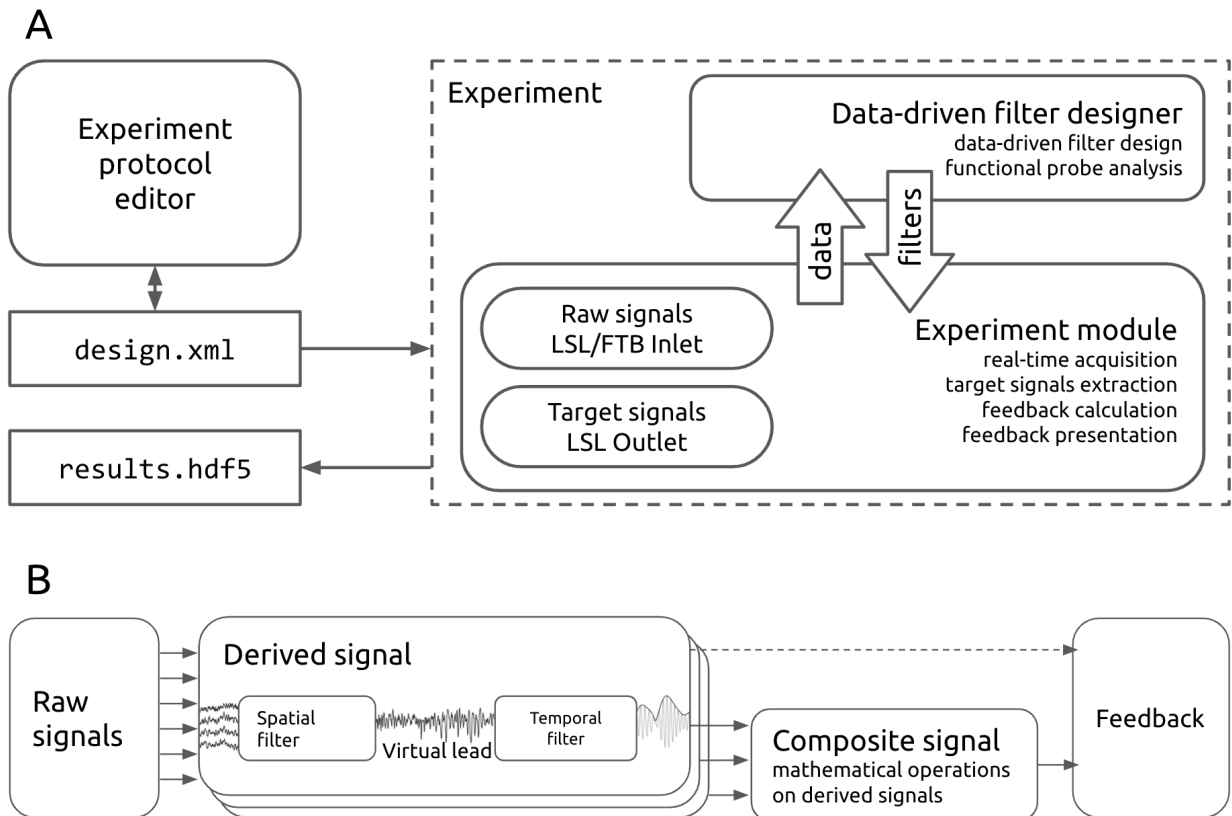 A
Experiment
protocol
editor
design.xml
results.hdf5
Experiment
Data-driven filter designer
data-driven filter design
functional probe analysis
data
filters
Raw signals
LSL/FTB Inlet
Target signals
LSL Outlet
Experiment module
real-time acquisition
target signals extraction
feedback calculation
feedback presentation
B
Raw
signals
Derived signal
Spatial
filter
Virtual lead
Temporal
filter
Composite signal
mathematical operations
on derived signals
Feedback